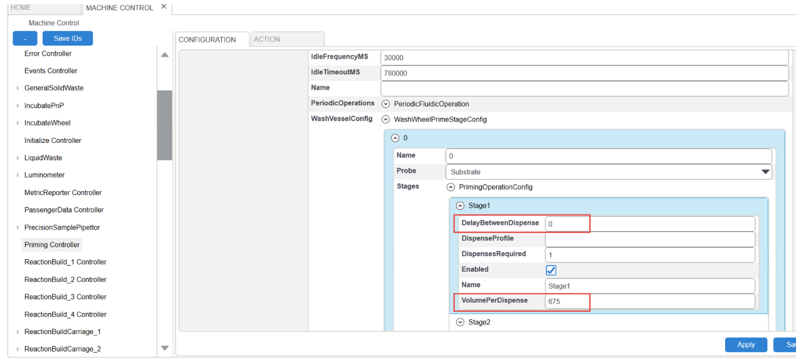 HOME
MACHINE CONTROL ×
Machine Control
..
Save IDs
Error Controller
Events Controller
GeneralSolidWaste
IncubatePnP
IncubateWheel
Initialize Controller
LiquidWaste
Luminometer
MetricReporter Controller
PassengerData Controller
PrecisionSamplePipettor
Priming Controller
ReactionBuild_1 Controller
ReactionBuild_2 Controller
ReactionBuild_3 Controller
ReactionBuild_4 Controller
ReactionBuildCarriage_1
ReactionBuildCarriage_2
CONFIGURATION
ACTION
IdleFrequencyMS 30000
IdleTimeoutMS 780000
Name
PeriodicOperations PeriodicFluidicOperation
WashVesselConfig WashWheelPrimeStageConfig
0
Name 0
Probe Substrate
Stages PrimingOperationConfig
Stage1
DelayBetweenDispense 0
DispenseProfile
DispensesRequired 1
Enabled
Name Stage1
VolumePerDispense 675
Stage2
Apply
Sa